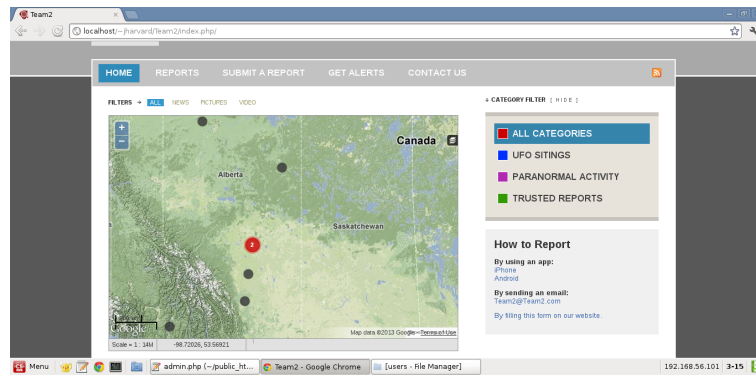 Team2
localhost/~jharvard/Team2/index.php/
HOME REPORTS SUBMIT A REPORT GET ALERTS CONTACT US
FILTERS → ALL NEWS PICTURES VIDEO
CATEGORY FILTER [ HIDE ]
Canada
Alberta
Saskatchewan
2
Google
Map data ©2013 Google - Terms of Use
Scale = 1 : 14M -98.72026, 53.56921
ALL CATEGORIES
UFO SITINGS
PARANORMAL ACTIVITY
TRUSTED REPORTS
How to Report
By using an app:
iPhone
Android
By sending an email:
Team2@Team2.com
By filling this form on our website.
Menu admin.php (~/public_ht... Team2 - Google Chrome [users - File Manager] 192.168.56.101 3-15